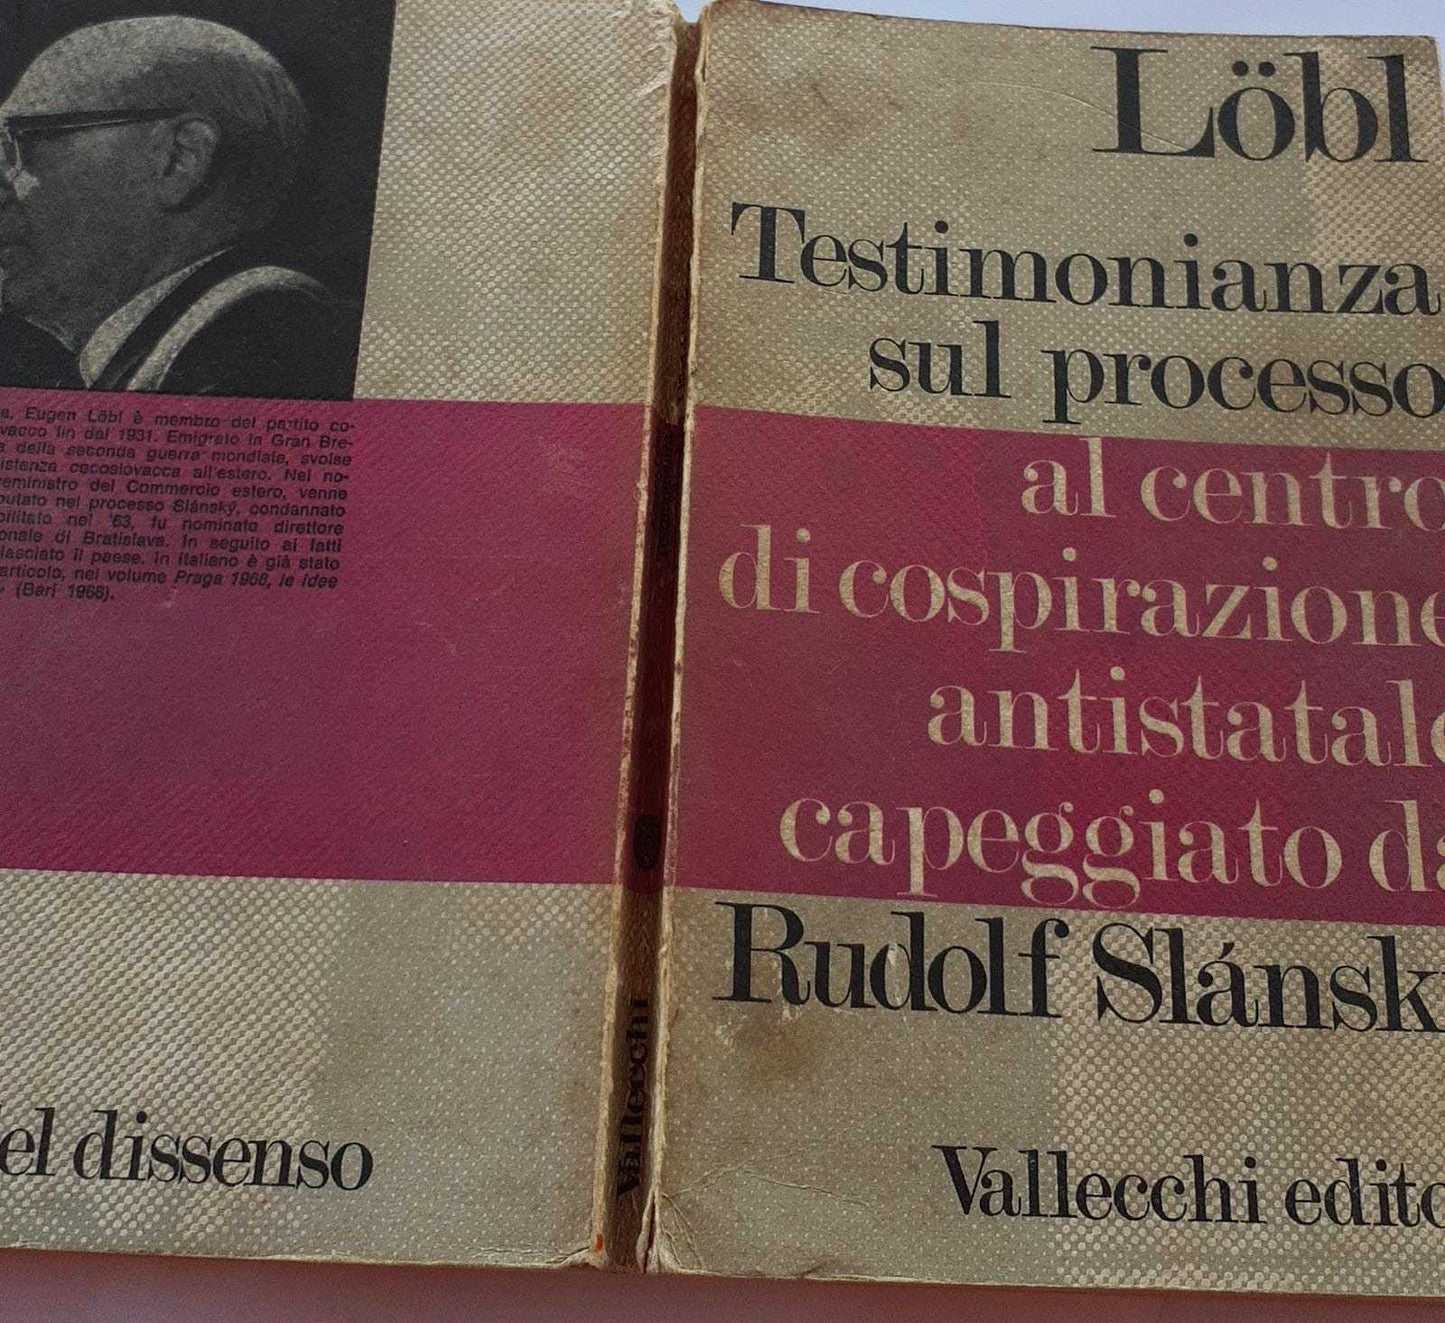 Eugen Löbl è membro del partito co-
vacco fin dal 1931. Emigrato in Gran Bre-
della seconda guerra mondiale, svolse
istenza cecoslovacca all'estero. Nel no-
ministro del Commercio estero, venne
putato nel processo Slánský, condannato
bilitato nel '63, fu nominato direttore
onale di Bratislava. In seguito ai fatti
lasciato il paese. In italiano è già stato
articolo, nel volume Praga 1968, le idee
(Bari 1968).
el dissenso
Vallecchi
Löbl
Testimonianza
sul processo
al centro
di cospirazione
antistatale
capeggiato da
Rudolf Slánsk
Vallecchi edito